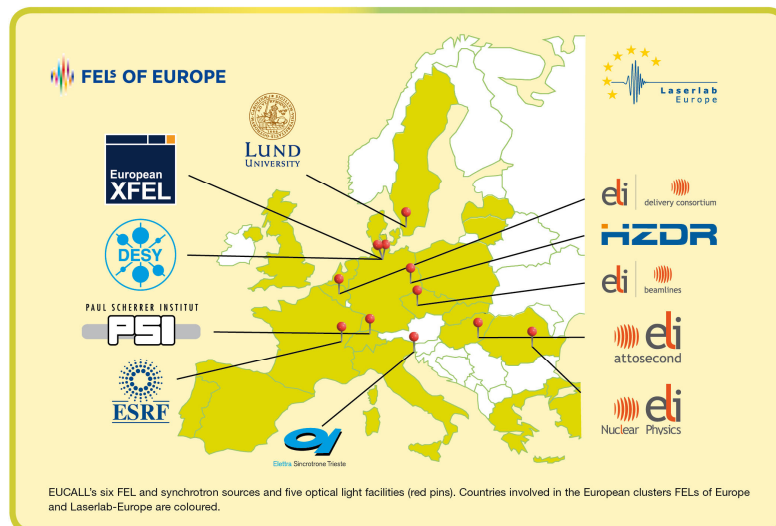 FELs OF EUROPE
Laserlab
Europe
LUND
UNIVERSITY
European
XFEL
eli delivery consortium
HZDR
DESY
eli beamlines
PAUL SCHERRER INSTITUT
PSI
eli
attosecond
ESRF
eli
Nuclear Physics
Elettra Sincrotrone Trieste
EUCALL's six FEL and synchrotron sources and five optical light facilities (red pins). Countries involved in the European clusters FELs of Europe
and Laserlab-Europe are coloured.